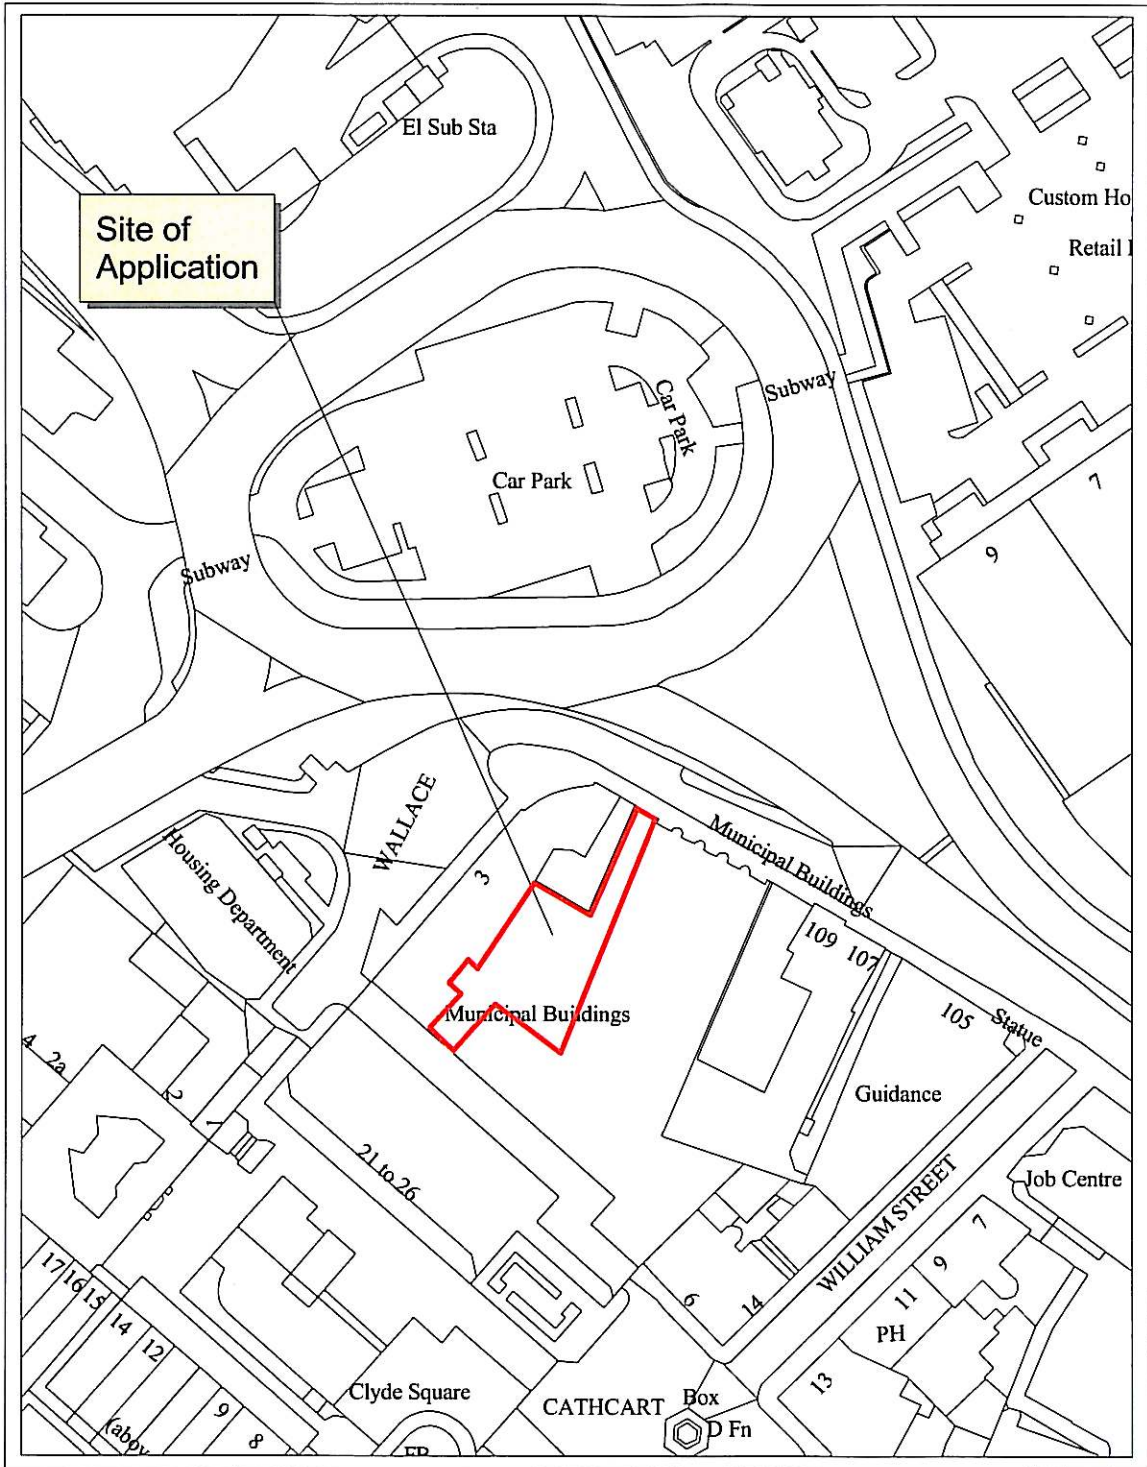 El Sub Sta
Custom Ho
Retail
Site of
Application
Subway
Car Park
Car Park
7
9
Subway
WALLACE
Municipal Buildings
Housing Department
3
109
107
Municipal Buildings
105
Statue
4
2a
2
1
Guidance
21 to 26
Job Centre
WILLIAM STREET
7
9
17
16
15
14
12
9
8
6
14
11
PH
13
Clyde Square
CATHCART
Box
D Fn
(abov
FB